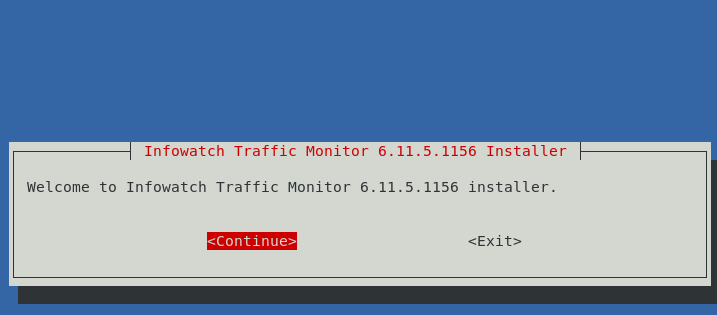 Infowatch Traffic Monitor 6.11.5.1156 Installer
Welcome to Infowatch Traffic Monitor 6.11.5.1156 installer.
<Continue> <Exit>